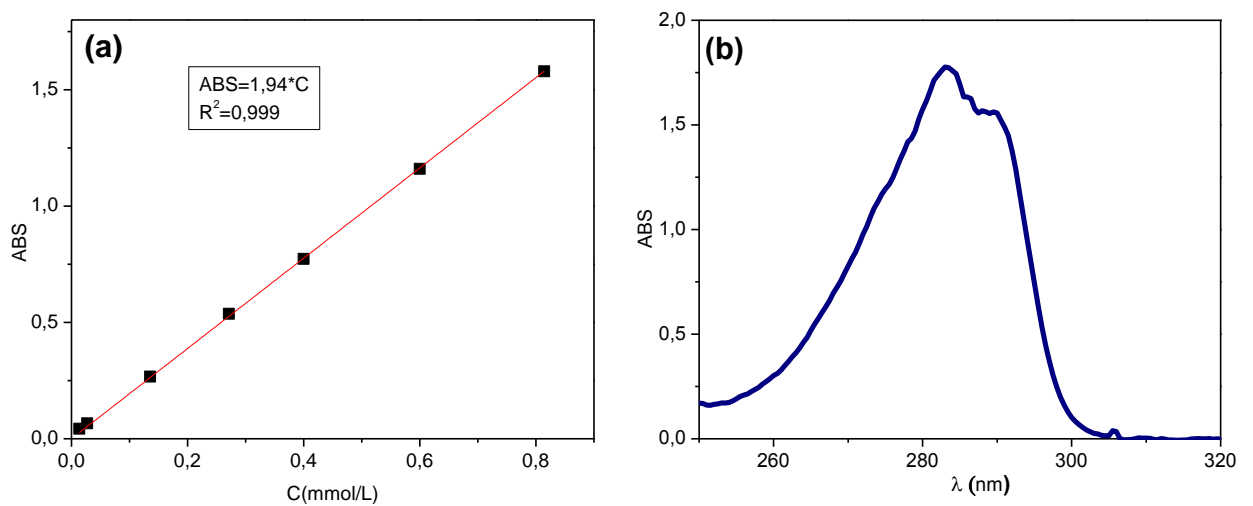 (a)
ABS=1,94*C
R²=0,999
1,5
1,0
0,5
0,0
ABS
0,0 0,2 0,4 0,6 0,8
C(mmol/L)
(b)
2,0
1,5
1,0
0,5
0,0
ABS
260 280 300 320
λ (nm)